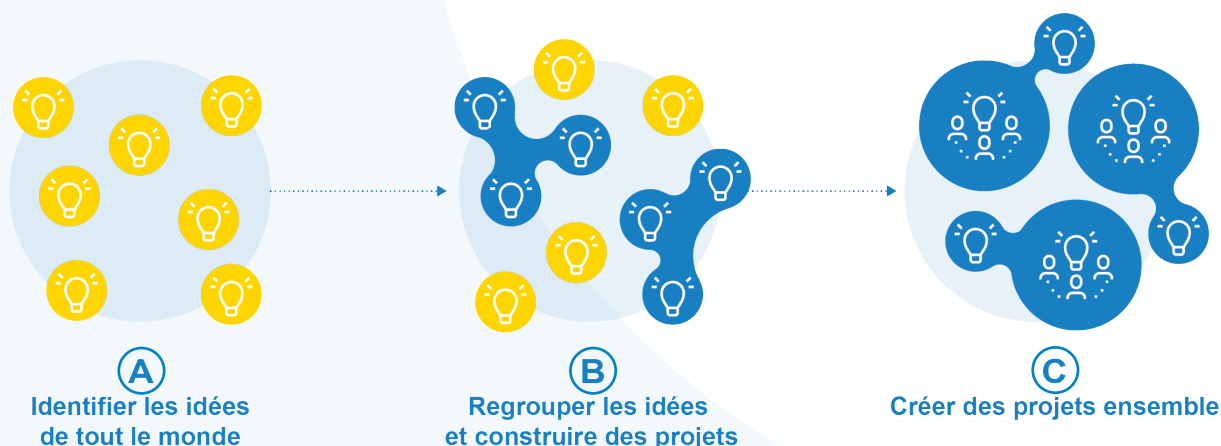 A
Identifier les idées
de tout le monde
B
Regrouper les idées
et construire des projets
C
Créer des projets ensemble